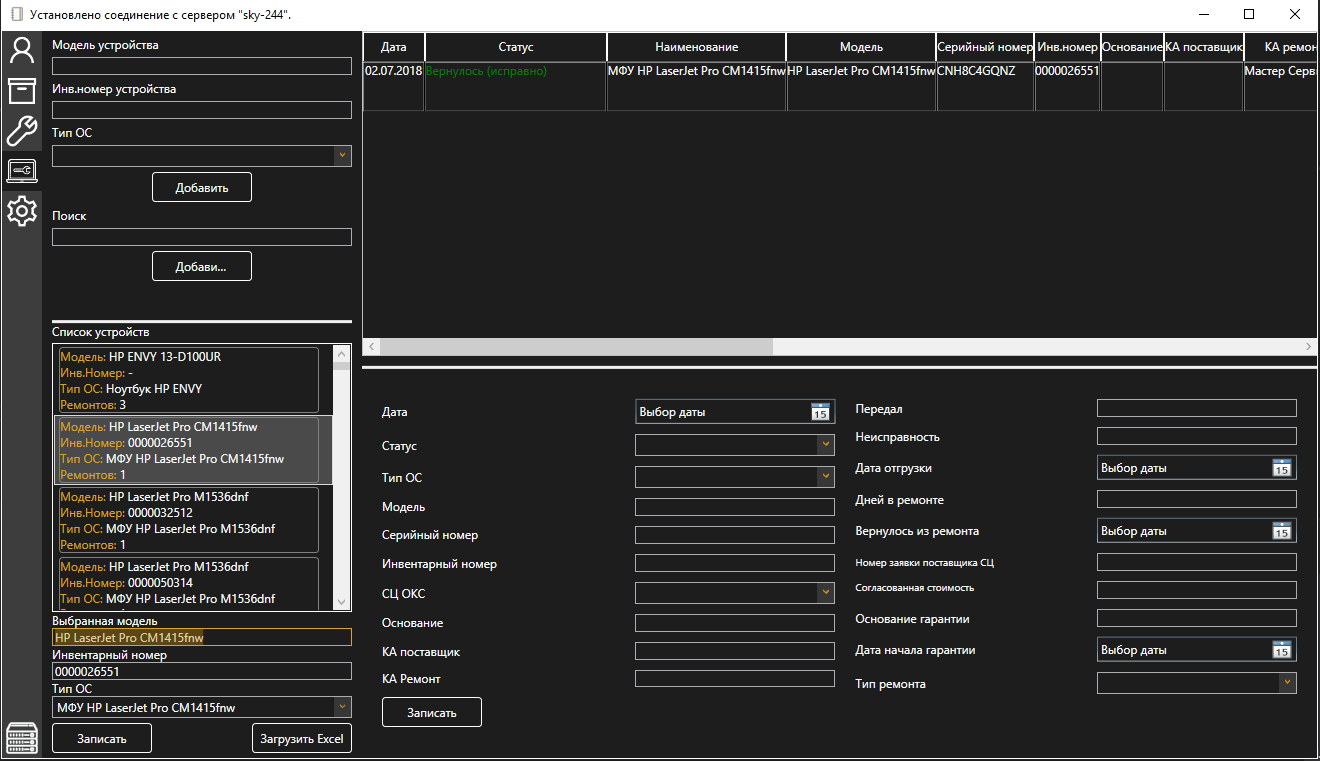 Установлено соединение с сервером "sky-244".
Модель устройства
Инв.номер устройства
Тип ОС
Добавить
Поиск
Добави...
Список устройств
Модель: HP ENVY 13-D100UR
Инв.Номер: -
Тип ОС: Ноутбук HP ENVY
Ремонтов: 3
Модель: HP LaserJet Pro CM1415fnw
Инв.Номер: 0000026551
Тип ОС: МФУ HP LaserJet Pro CM1415fnw
Ремонтов: 1
Модель: HP LaserJet Pro M1536dnf
Инв.Номер: 0000032512
Тип ОС: МФУ HP LaserJet Pro M1536dnf
Ремонтов: 1
Модель: HP LaserJet Pro M1536dnf
Инв.Номер: 0000050314
Тип ОС: МФУ HP LaserJet Pro M1536dnf
Выбранная модель
HP LaserJet Pro CM1415fnw
Инвентарный номер
0000026551
Тип ОС
МФУ HP LaserJet Pro CM1415fnw
Записать Загрузить Excel
Дата Статус Наименование Модель Серийный номер Инв.номер Основание КА поставщик КА ремон
02.07.2018 Вернулось (исправно) МФУ HP LaserJet Pro CM1415fnw HP LaserJet Pro CM1415fnw CNH8C4GQNZ 0000026551 Мастер Серв
Дата Выбор даты 15
Статус
Тип ОС
Модель
Серийный номер
Инвентарный номер
СЦ ОКС
Основание
КА поставщик
КА Ремонт
Записать
Передал
Неисправность
Дата отгрузки Выбор даты 15
Дней в ремонте
Вернулось из ремонта Выбор даты 15
Номер заявки поставщика СЦ
Согласованная стоимость
Основание гарантии
Дата начала гарантии Выбор даты 15
Тип ремонта